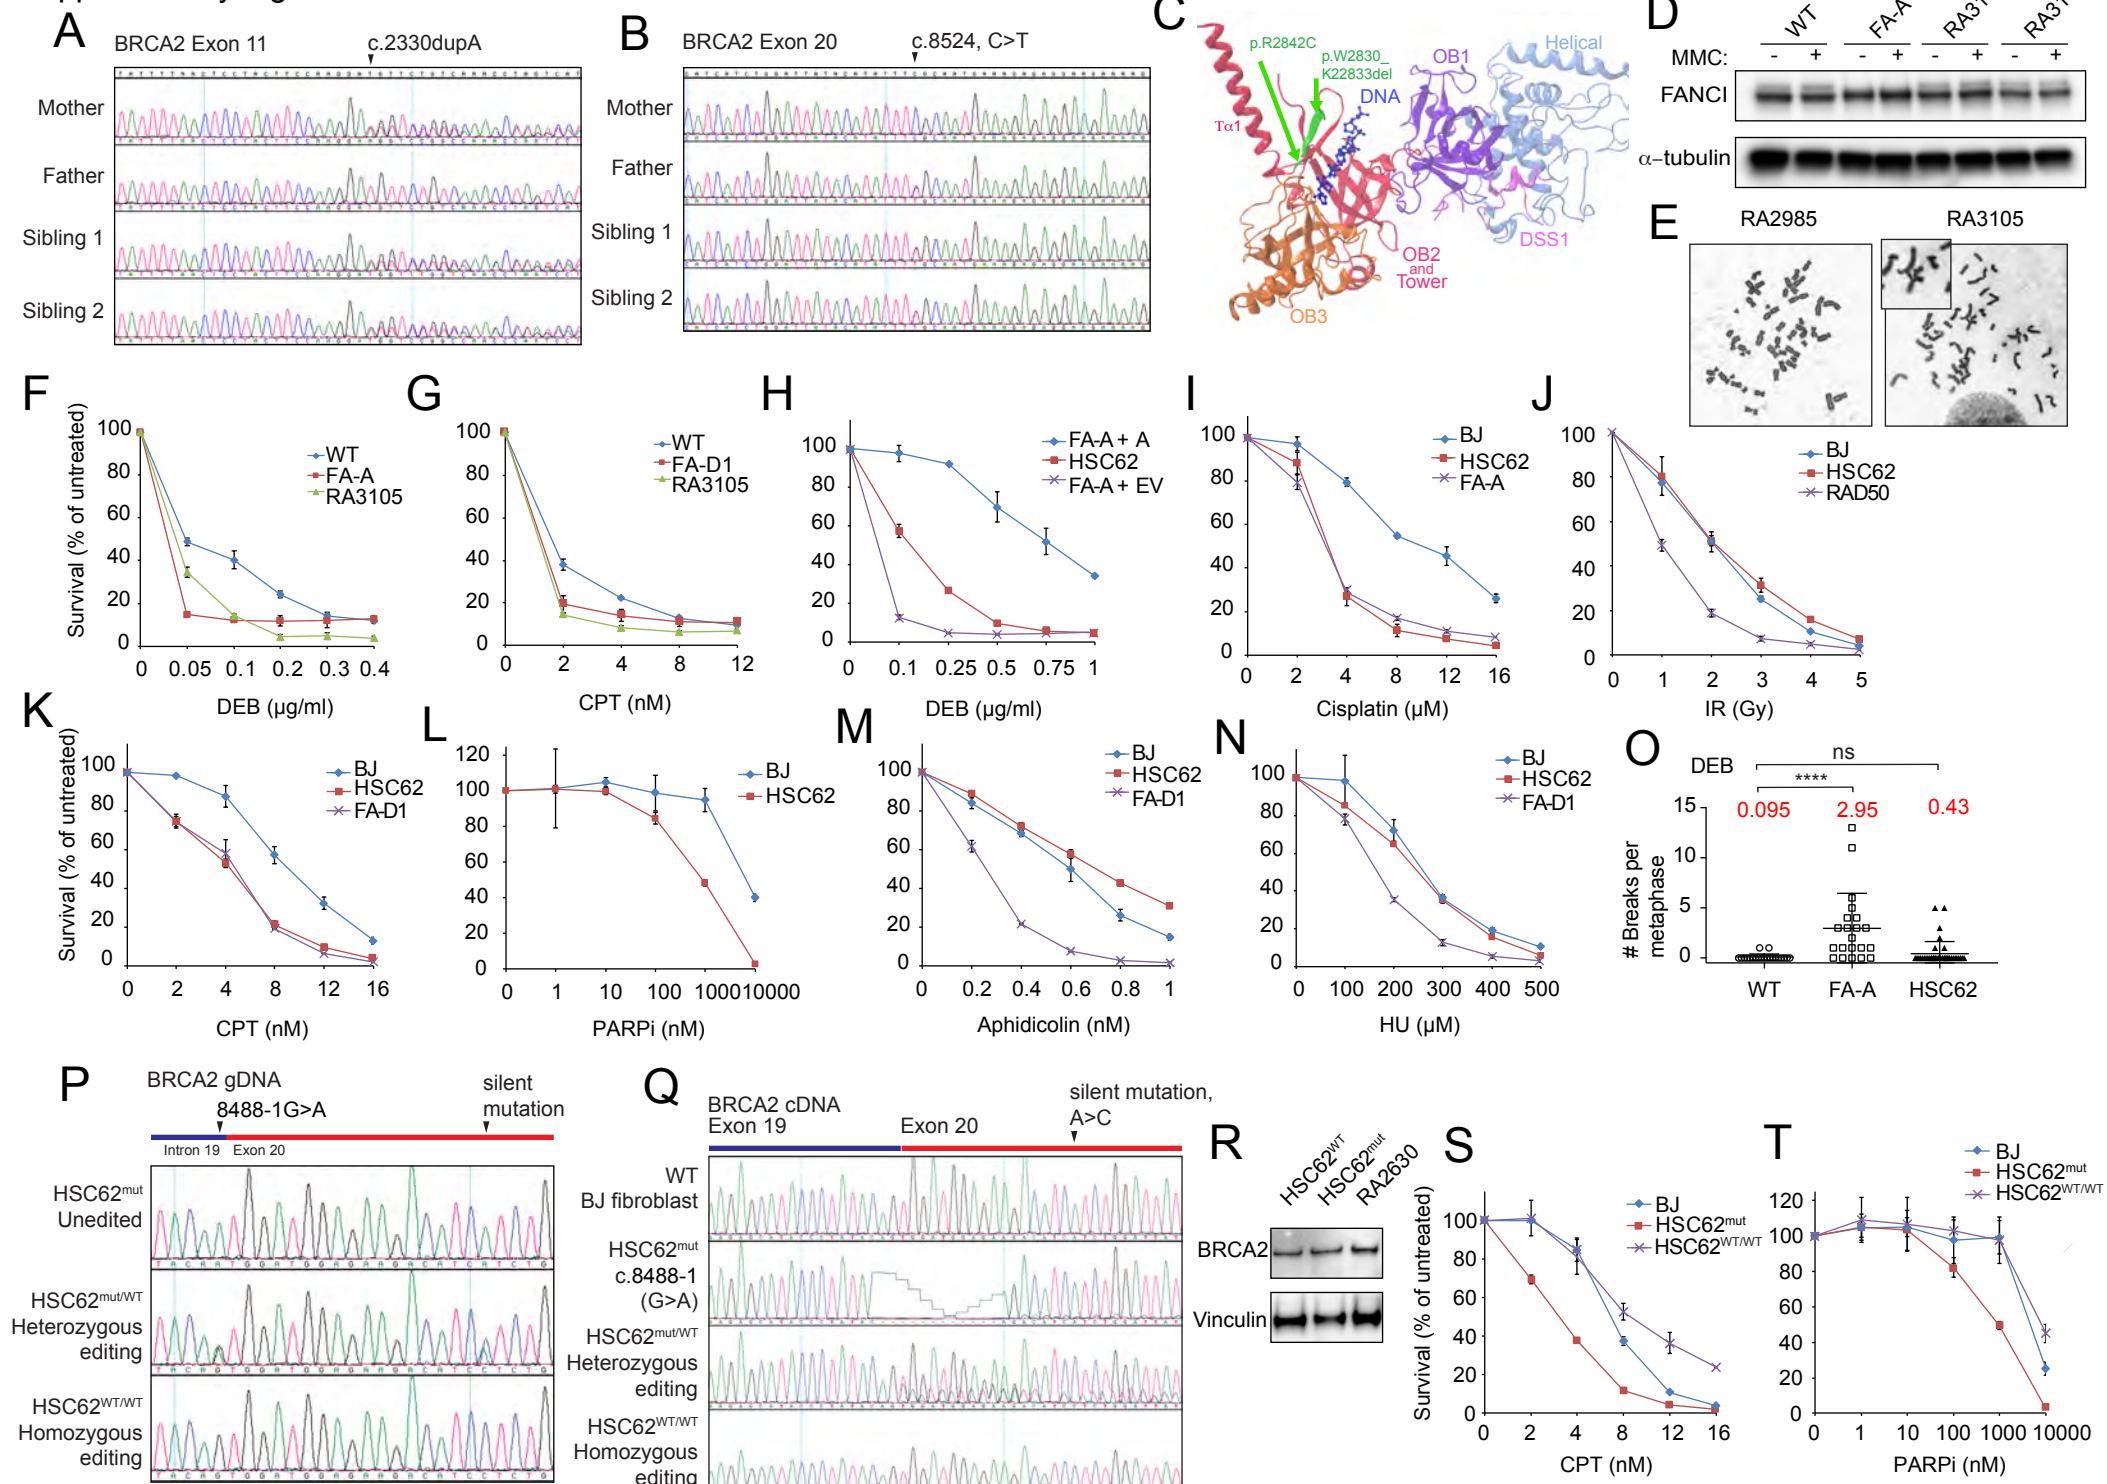 A
BRCA2 Exon 11
c.2330dupA
Mother
Father
Sibling 1
Sibling 2
B
BRCA2 Exon 20
c.8524, C>T
Mother
Father
Sibling 1
Sibling 2
C
p.R2842C
p.W2830_
K22833del
DNA
OB1
Helical
Tα1
OB2
and
Tower
DSS1
OB3
D
WT FA-A
MMC: - + - + - + - +
FANCI
α-tubulin
E
RA2985 RA3105
F
Survival (% of untreated)
100
80
60
40
20
0
WT
FA-A
RA3105
0 0.05 0.1 0.2 0.3 0.4
DEB (µg/ml)
G
100
80
60
40
20
0
WT
FA-D1
RA3105
0 2 4 8 12
CPT (nM)
H
100
80
60
40
20
0
FA-A + A
HSC62
FA-A + EV
0 0.1 0.25 0.5 0.75 1
DEB (µg/ml)
I
100
80
60
40
20
0
BJ
HSC62
FA-A
0 2 4 8 12 16
Cisplatin (µM)
J
100
80
60
40
20
0
BJ
HSC62
RAD50
0 1 2 3 4 5
IR (Gy)
K
Survival (% of untreated)
100
80
60
40
20
0
BJ
HSC62
FA-D1
0 2 4 8 12 16
CPT (nM)
L
120
100
80
60
40
20
0
BJ
HSC62
0 1 10 100 1000 10000
PARPi (nM)
M
100
80
60
40
20
0
BJ
HSC62
FA-D1
0 0.2 0.4 0.6 0.8 1
Aphidicolin (nM)
N
100
80
60
40
20
0
BJ
HSC62
FA-D1
0 100 200 300 400 500
HU (µM)
O
DEB
ns
****
0.095 2.95 0.43
# Breaks per
metaphase
15
10
5
0
WT FA-A HSC62
P
BRCA2 gDNA
8488-1G>A
silent
mutation
Intron 19 Exon 20
HSC62mut
Unedited
HSC62mut/WT
Heterozygous
editing
HSC62WT/WT
Homozygous
editing
Q
BRCA2 cDNA
Exon 19
Exon 20
silent mutation,
A>C
WT
BJ fibroblast
HSC62mut
c.8488-1
(G>A)
HSC62mut/WT
Heterozygous
editing
HSC62WT/WT
Homozygous
editing
R
HSC62WT
HSC62mut
RA2630
BRCA2
Vinculin
S
Survival (% of untreated)
100
80
60
40
20
0
BJ
HSC62mut
HSC62WT/WT
0 2 4 8 12 16
CPT (nM)
T
120
100
80
60
40
20
0
BJ
HSC62mut
HSC62WT/WT
0 1 10 100 1000 10000
PARPi (nM)